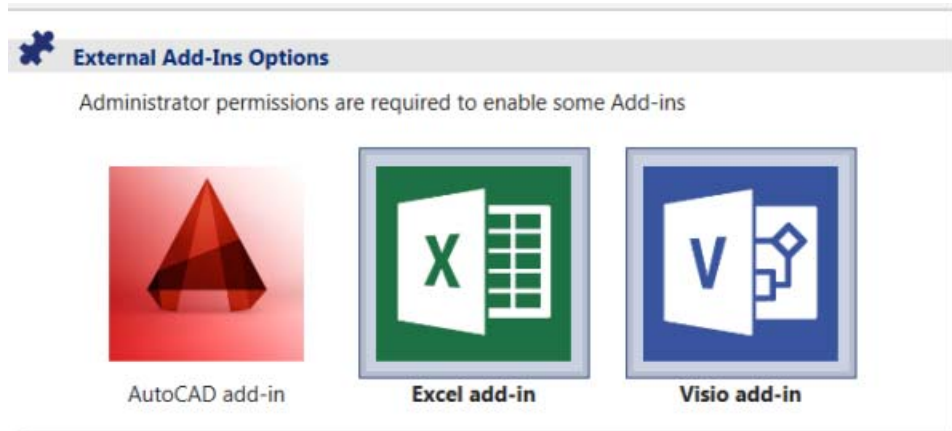 External Add-Ins Options
Administrator permissions are required to enable some Add-ins
X
V
AutoCAD add-in
Excel add-in
Visio add-in